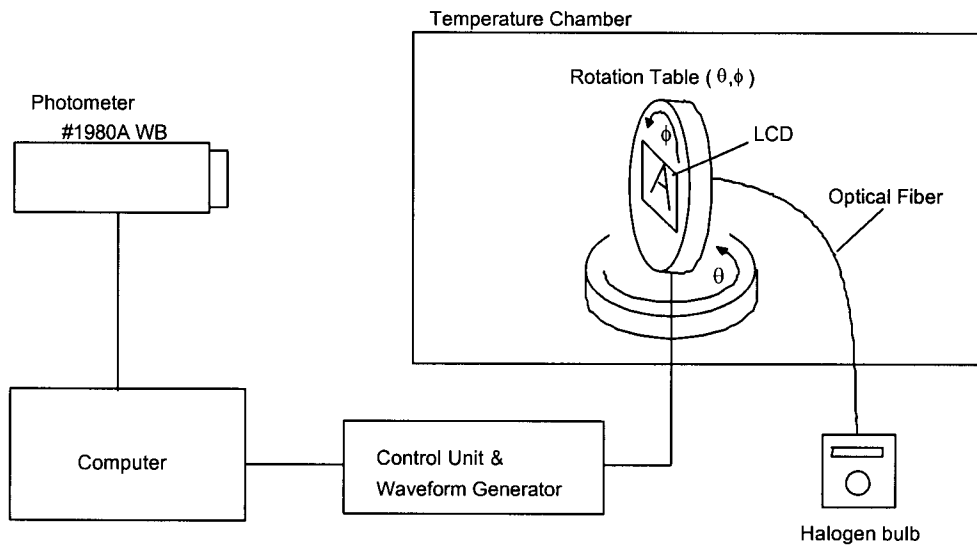 Temperature Chamber
Rotation Table ( θ,ϕ )
Photometer
#1980A WB
ϕ
LCD
A
Optical Fiber
θ
Computer
Control Unit &
Waveform Generator
Halogen bulb